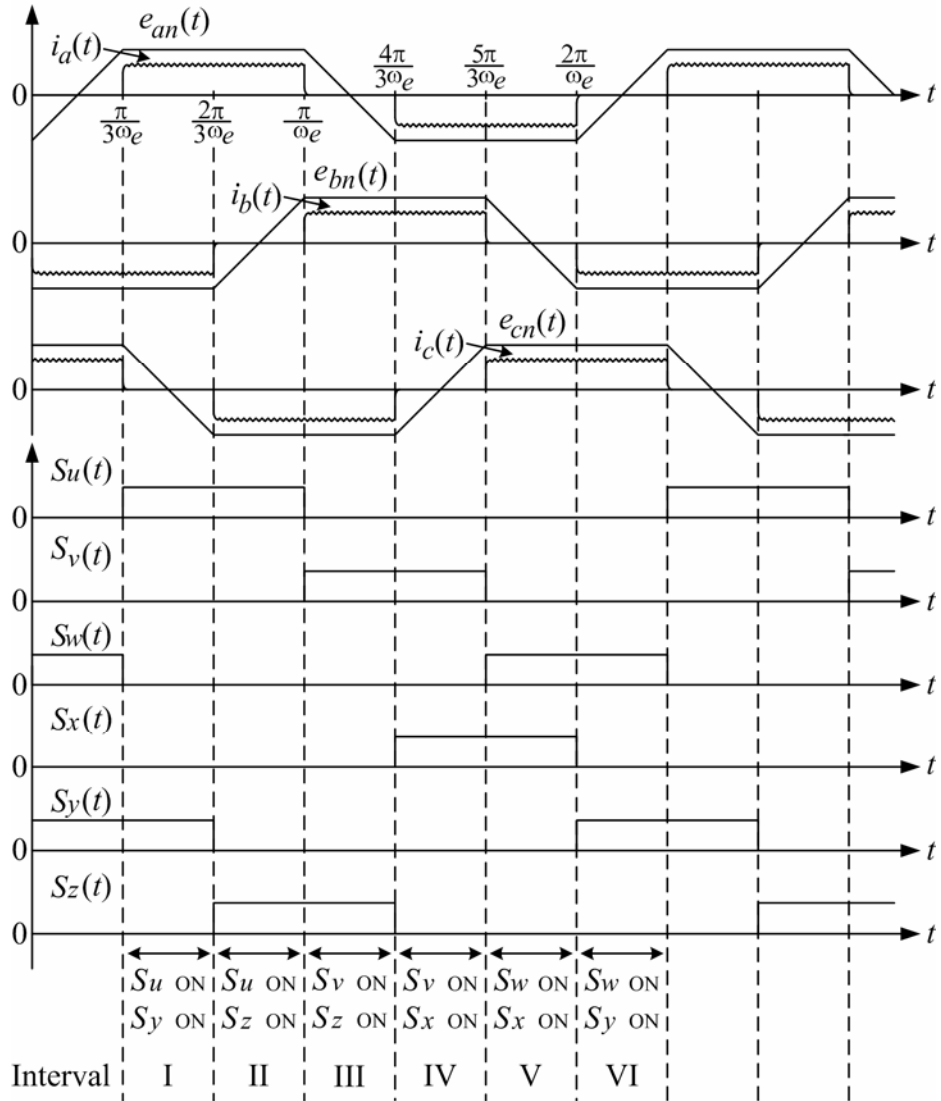 e_an(t)
i_a(t)
0
π/3ω_e 2π/3ω_e π/ω_e 4π/3ω_e 5π/3ω_e 2π/ω_e
t
e_bn(t)
i_b(t)
0 t
e_cn(t)
i_c(t)
0 t
Su(t)
0 t
S_v(t)
0 t
Sw(t)
0 t
Sx(t)
0 t
Sy(t)
0 t
Sz(t)
0 t
Su ON Su ON Sv ON Sv ON Sw ON Sw ON
Sy ON Sz ON Sz ON Sx ON Sx ON Sy ON
Interval I II III IV V VI